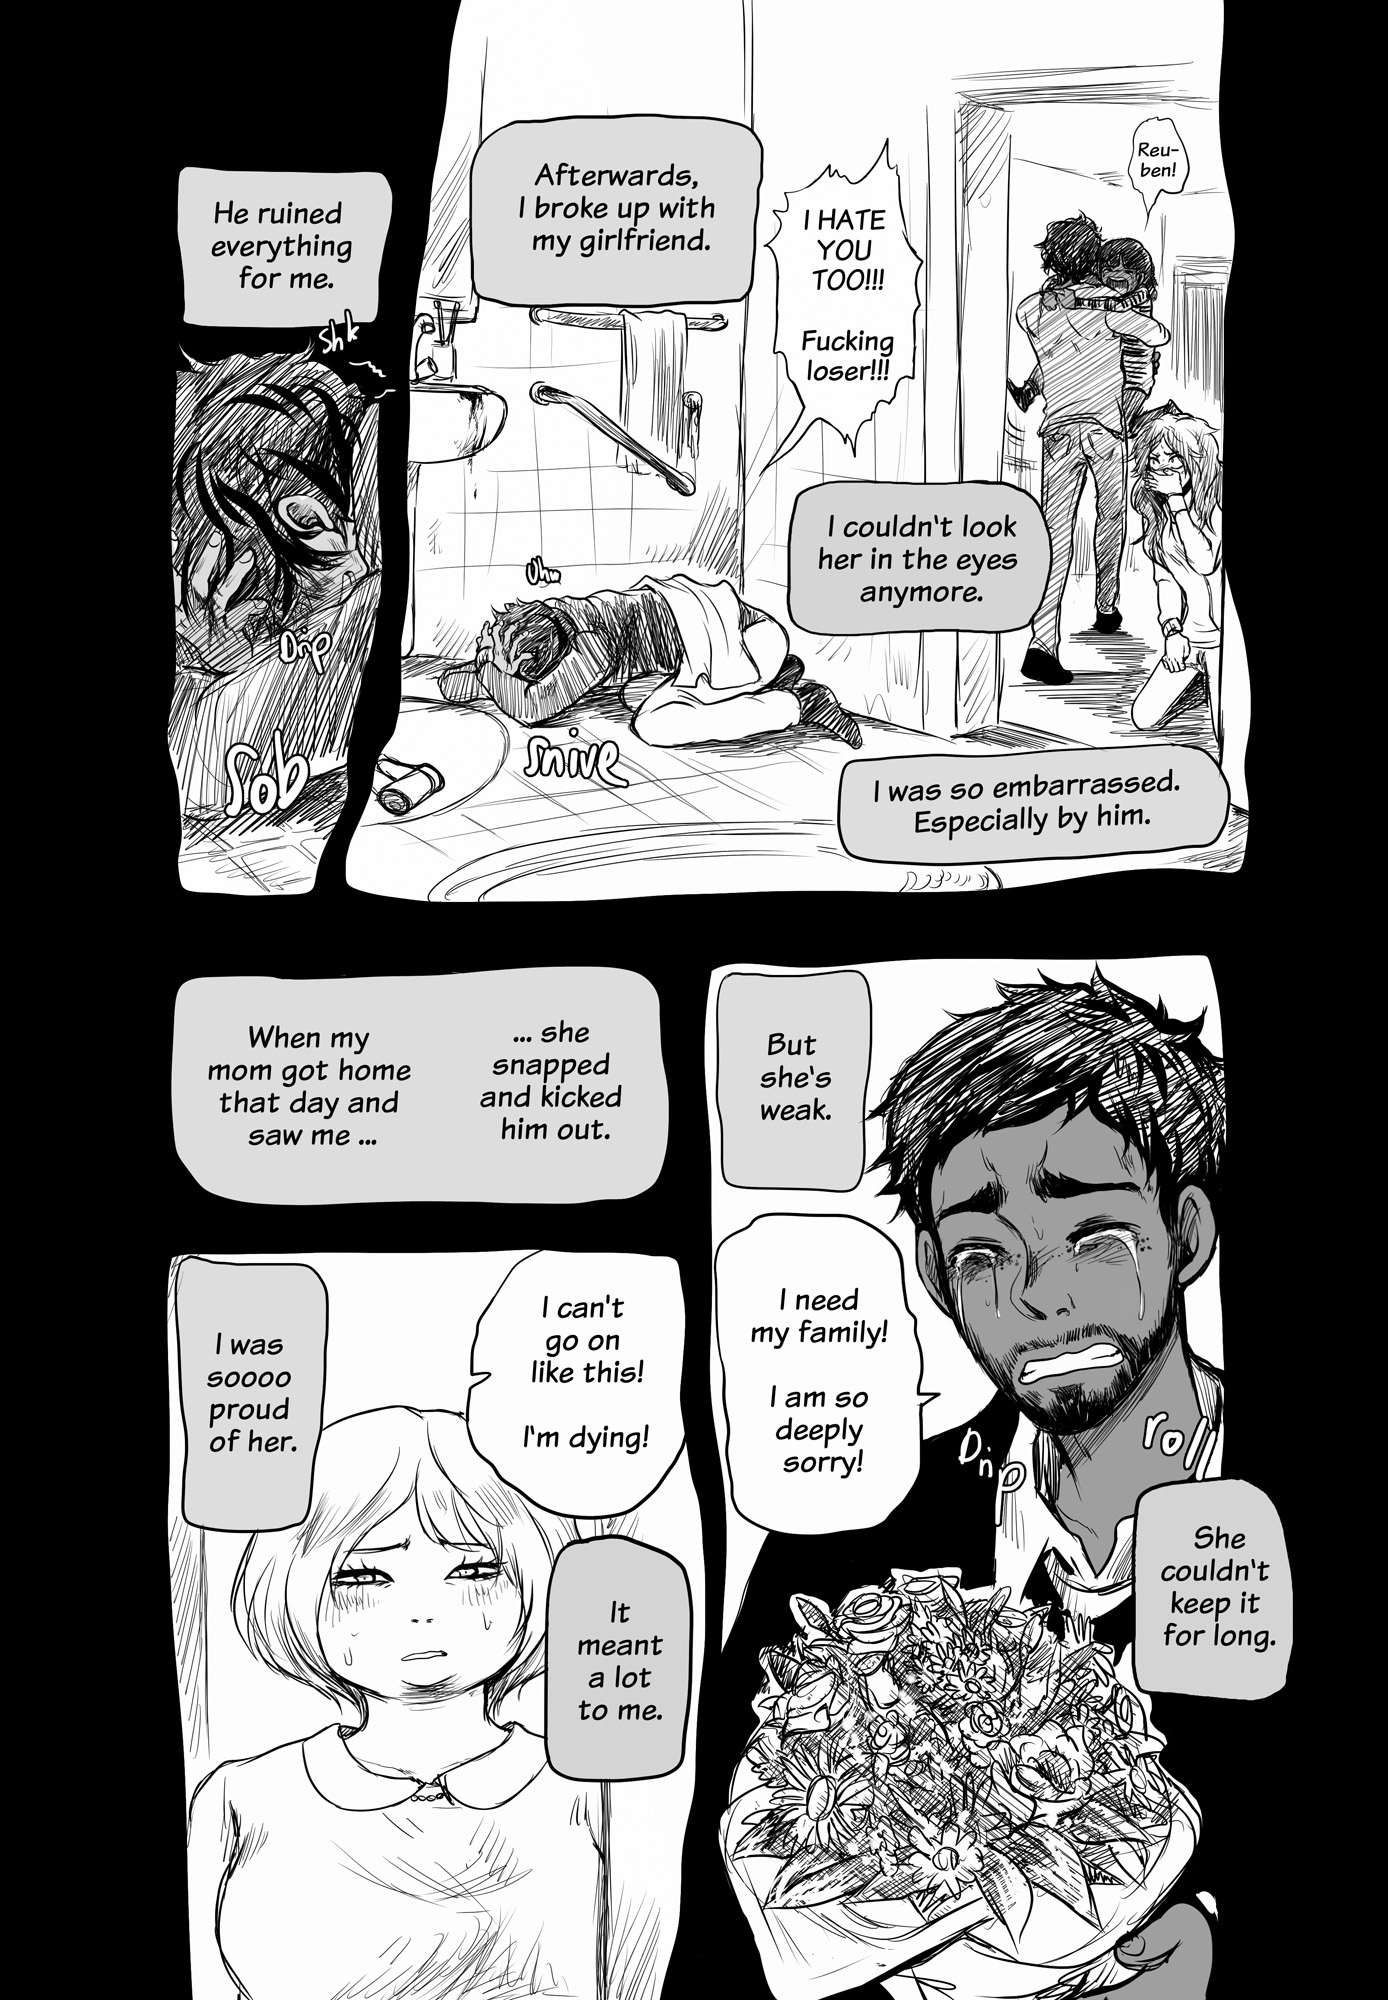 He ruined
everything
for me.
Shk
Drip
Sob
Afterwards,
I broke up with
my girlfriend.
I HATE
YOU
TOO!!!
Fucking
loser!!!
Reu-
ben!
I couldn't look
her in the eyes
anymore.
Uhu
Snive
I was so embarrassed.
Especially by him.
When my
mom got home
that day and
saw me ...
... she
snapped
and kicked
him out.
I was
soooo
proud
of her.
I can't
go on
like this!
I'm dying!
It
meant
a lot
to me.
But
she's
weak.
I need
my family!
I am so
deeply
sorry!
Drip
roll
She
couldn't
keep it
for long.